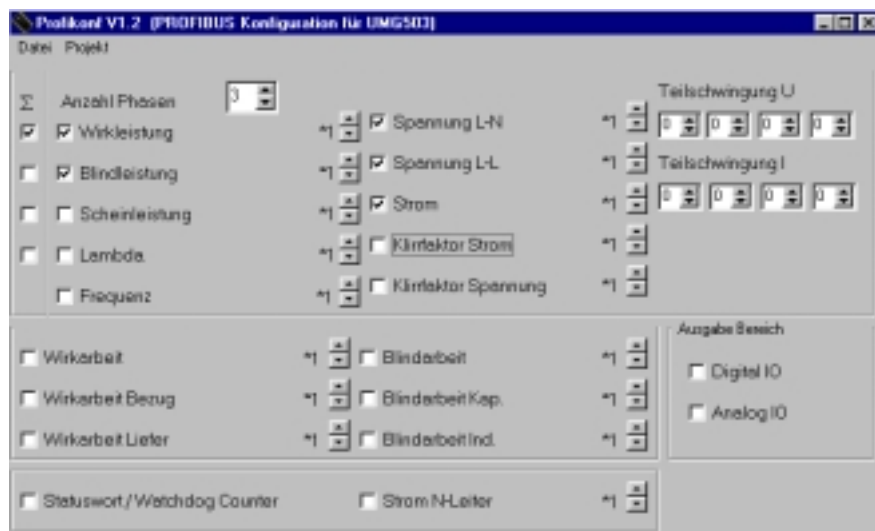 Profikonf V1.2 (PROFIBUS Konfiguration für UMG503)
Datei Projekt
Σ Anzahl Phasen 3
Wirkleistung *1
Blindleistung *1
Scheinleistung *1
Lambda *1
Frequenz *1
Spannung L-N *1
Spannung L-L *1
Strom *1
Klirrfaktor Strom *1
Klirrfaktor Spannung *1
Teilschwingung U
0 0 0 0
Teilschwingung I
0 0 0 0
Wirkarbeit *1
Wirkarbeit Bezug *1
Wirkarbeit Liefer *1
Blindarbeit *1
Blindarbeit Kap. *1
Blindarbeit Ind. *1
Ausgabe Bereich
Digital IO
Analog IO
Statuswort / Watchdog Counter
Strom N-Leiter *1